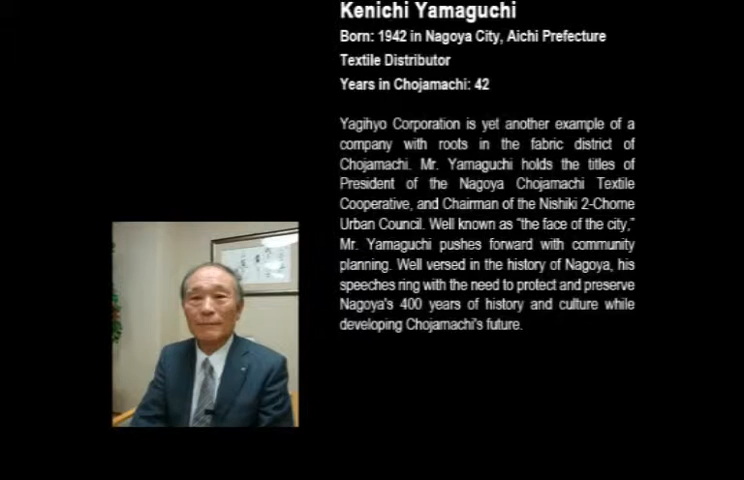 Kenichi Yamaguchi
Born: 1942 in Nagoya City, Aichi Prefecture
Textile Distributor
Years in Chojamachi: 42
Yagihyo Corporation is yet another example of a
company with roots in the fabric district of
Chojamachi. Mr. Yamaguchi holds the titles of
President of the Nagoya Chojamachi Textile
Cooperative, and Chairman of the Nishiki 2-Chome
Urban Council. Well known as "the face of the city,"
Mr. Yamaguchi pushes forward with community
planning. Well versed in the history of Nagoya, his
speeches ring with the need to protect and preserve
Nagoya's 400 years of history and culture while
developing Chojamachi's future.